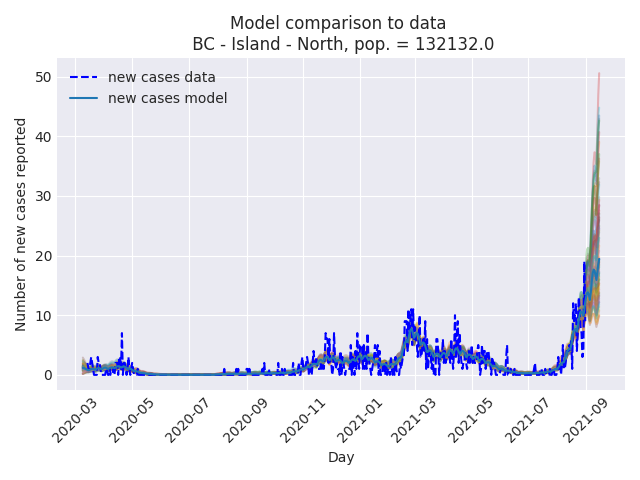 Model comparison to data
BC - Island - North, pop. = 132132.0
new cases data
new cases model
Number of new cases reported
50
40
30
20
10
0
2020-03
2020-05
2020-07
2020-09
2020-11
2021-01
2021-03
2021-05
2021-07
2021-09
Day